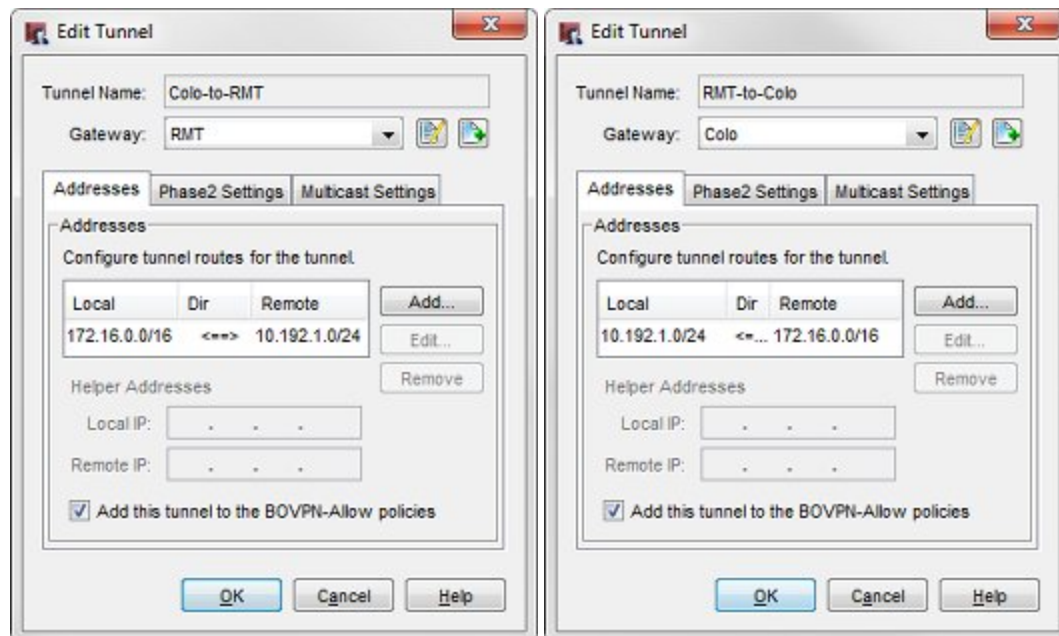 Edit Tunnel
Tunnel Name: Colo-to-RMT
Gateway: RMT
Addresses Phase2 Settings Multicast Settings
Addresses
Configure tunnel routes for the tunnel.
Local Dir Remote
Add...
172.16.0.0/16 <==> 10.192.1.0/24
Edit...
Remove
Helper Addresses
Local IP: . . .
Remote IP: . . .
Add this tunnel to the BOVPN-Allow policies
OK Cancel Help
Edit Tunnel
Tunnel Name: RMT-to-Colo
Gateway: Colo
Addresses Phase2 Settings Multicast Settings
Addresses
Configure tunnel routes for the tunnel.
Local Dir Remote
Add...
10.192.1.0/24 <=... 172.16.0.0/16
Edit...
Remove
Helper Addresses
Local IP: . . .
Remote IP: . . .
Add this tunnel to the BOVPN-Allow policies
OK Cancel Help